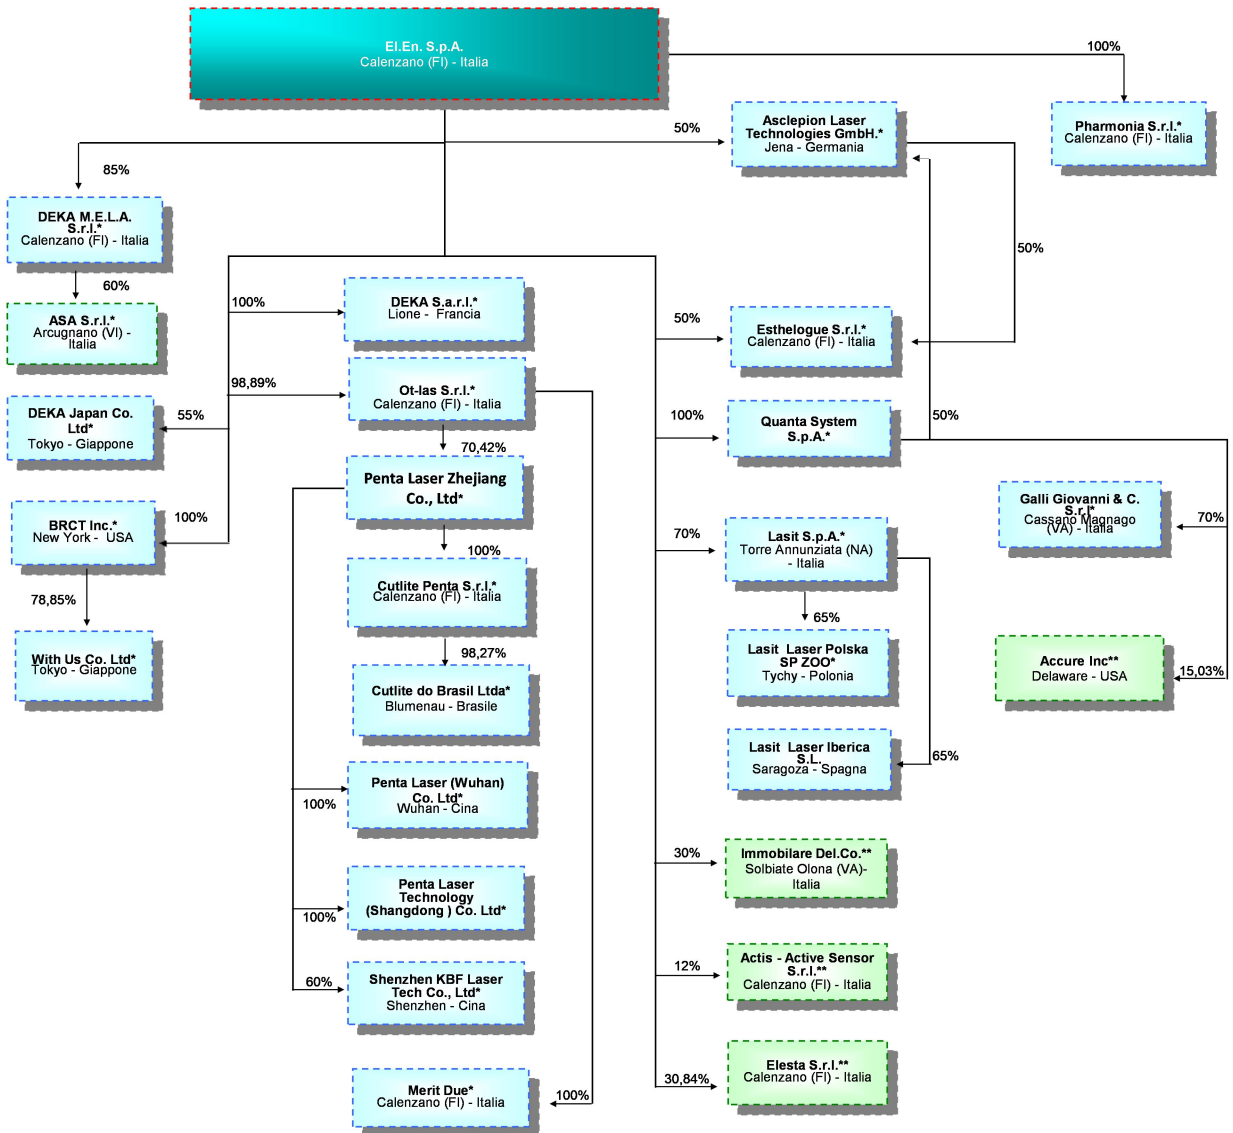 El.En. S.p.A.
Calenzano (FI) - Italia
100%
Pharmonia S.r.l.*
Calenzano (FI) - Italia
50%
Asclepion Laser
Technologies GmbH.*
Jena - Germania
50%
85%
DEKA M.E.L.A.
S.r.l.*
Calenzano (FI) - Italia
60%
ASA S.r.l.*
Arcugnano (VI) -
Italia
55%
DEKA Japan Co.
Ltd*
Tokyo - Giappone
100%
BRCT Inc.*
New York - USA
78,85%
With Us Co. Ltd*
Tokyo - Giappone
100%
DEKA S.a.r.l.*
Lione - Francia
98,89%
Ot-las S.r.l.*
Calenzano (FI) - Italia
70,42%
Penta Laser Zhejiang
Co., Ltd*
100%
Cutlite Penta S.r.l.*
Calenzano (FI) - Italia
98,27%
Cutlite do Brasil Ltda*
Blumenau - Brasile
100%
Penta Laser (Wuhan)
Co. Ltd*
Wuhan - Cina
100%
Penta Laser
Technology
(Shangdong ) Co. Ltd*
60%
Shenzhen KBF Laser
Tech Co., Ltd*
Shenzhen - Cina
100%
Merit Due*
Calenzano (FI) - Italia
50%
Esthelogue S.r.l.*
Calenzano (FI) - Italia
100%
Quanta System
S.p.A.*
50%
70%
Galli Giovanni & C.
S.r.l*
Cassano Magnago
(VA) - Italia
15,03%
Accure Inc**
Delaware - USA
70%
Lasit S.p.A.*
Torre Annunziata (NA)
- Italia
65%
Lasit Laser Polska
SP ZOO*
Tychy - Polonia
65%
Lasit Laser Iberica
S.L.
Saragoza - Spagna
30%
Immobilare Del.Co.**
Solbiate Olona (VA)-
Italia
12%
Actis - Active Sensor
S.r.l.**
Calenzano (FI) - Italia
30,84%
Elesta S.r.l.**
Calenzano (FI) - Italia